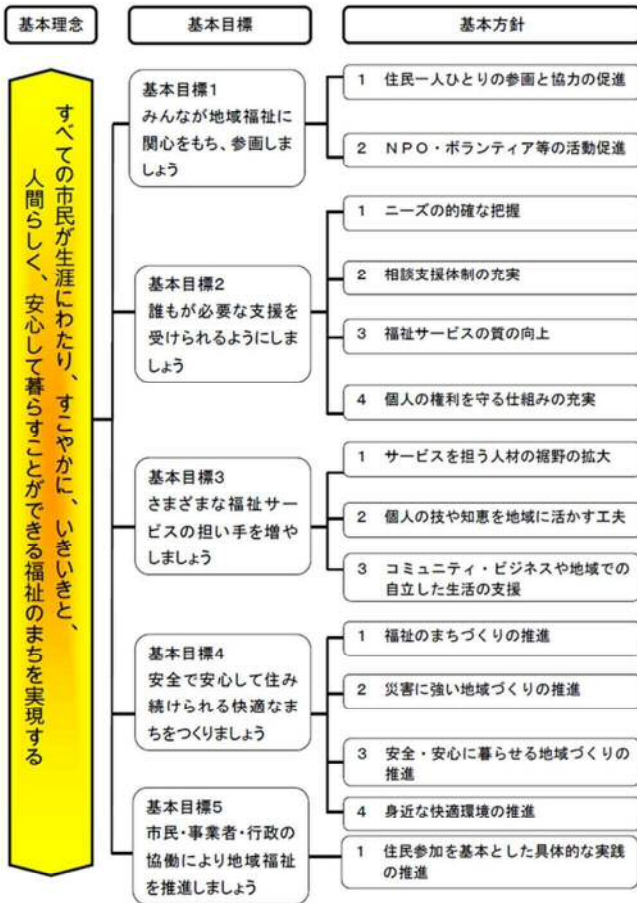 基本理念
基本目標
基本方針
すべての市民が生涯にわたり、すこやかに、いきいきと、
人間らしく、安心して暮らすことができる福祉のまちを実現する
基本目標1
みんなが地域福祉に
関心をもち、参画しま
しょう
1 住民一人ひとりの参画と協力の促進
2 NPO・ボランティア等の活動促進
基本目標2
誰もが必要な支援を
受けられるようにしま
しょう
1 ニーズの的確な把握
2 相談支援体制の充実
3 福祉サービスの質の向上
4 個人の権利を守る仕組みの充実
基本目標3
さまざまな福祉サー
ビスの担い手を増や
しましょう
1 サービスを担う人材の裾野の拡大
2 個人の技や知恵を地域に活かす工夫
3 コミュニティ・ビジネスや地域での
自立した生活の支援
基本目標4
安全で安心して住み
続けられる快適なま
ちをつくりましょう
1 福祉のまちづくりの推進
2 災害に強い地域づくりの推進
3 安全・安心に暮らせる地域づくりの
推進
4 身近な快適環境の推進
基本目標5
市民・事業者・行政の
協働により地域福祉
を推進しましょう
1 住民参加を基本とした具体的な実践
の推進